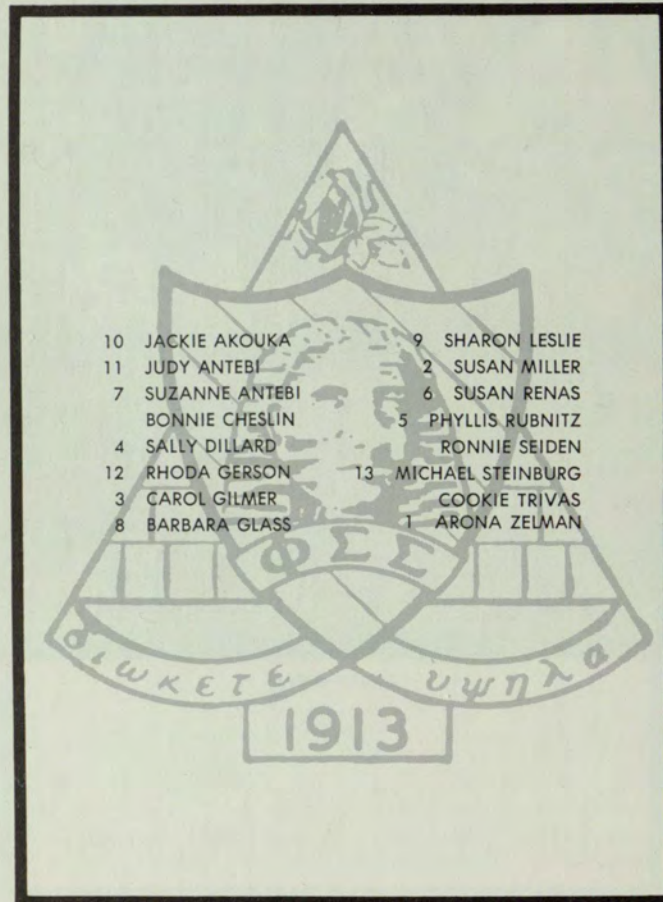 10 JACKIE AKOUKA
11 JUDY ANTEBI
7 SUZANNE ANTEBI
BONNIE CHESLIN
4 SALLY DILLARD
12 RHODA GERSON
3 CAROL GILMER
8 BARBARA GLASS
9 SHARON LESLIE
2 SUSAN MILLER
6 SUSAN RENAS
5 PHYLLIS RUBNITZ
RONNIE SEIDEN
13 MICHAEL STEINBURG
COOKIE TRIVAS
1 ARONA ZELMAN
ΦΣΣ
διωκετε υψηλα
1913